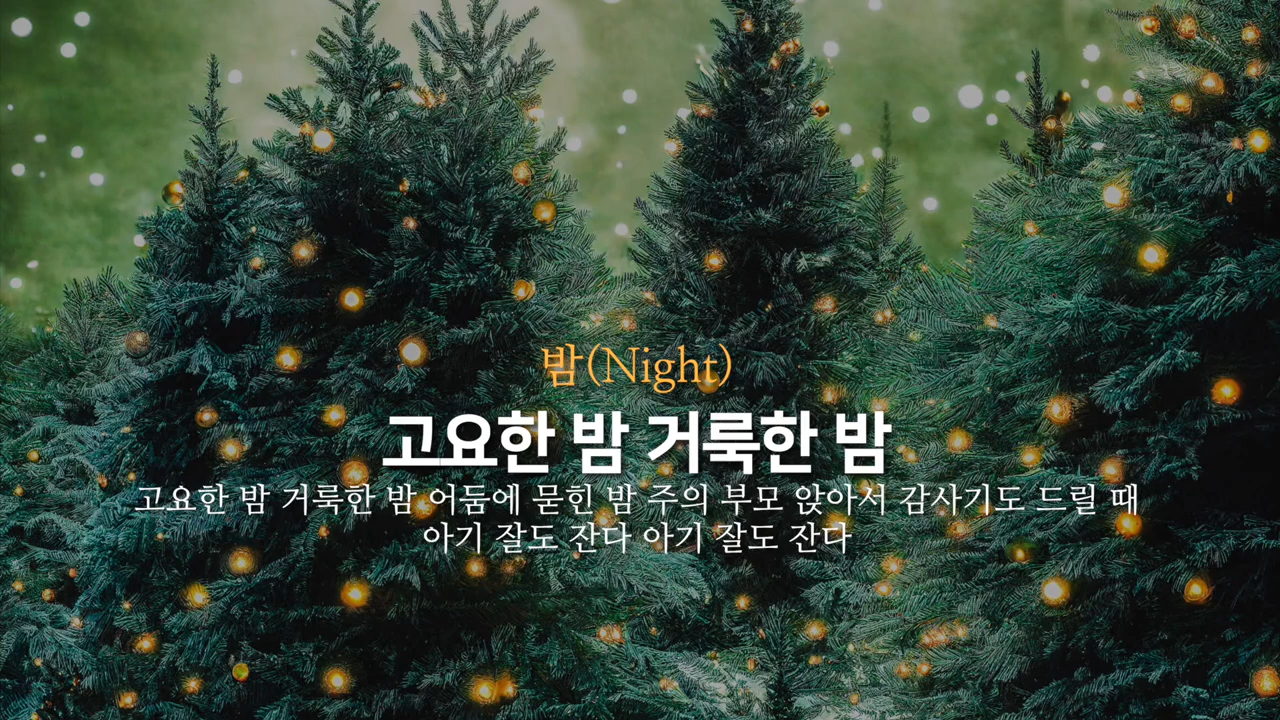 밤(Night)
고요한 밤 거룩한 밤
고요한 밤 거룩한 밤 어둠에 묻힌 밤 주의 부모 앉아서 감사기도 드릴 때
아기 잘도 잔다 아기 잘도 잔다